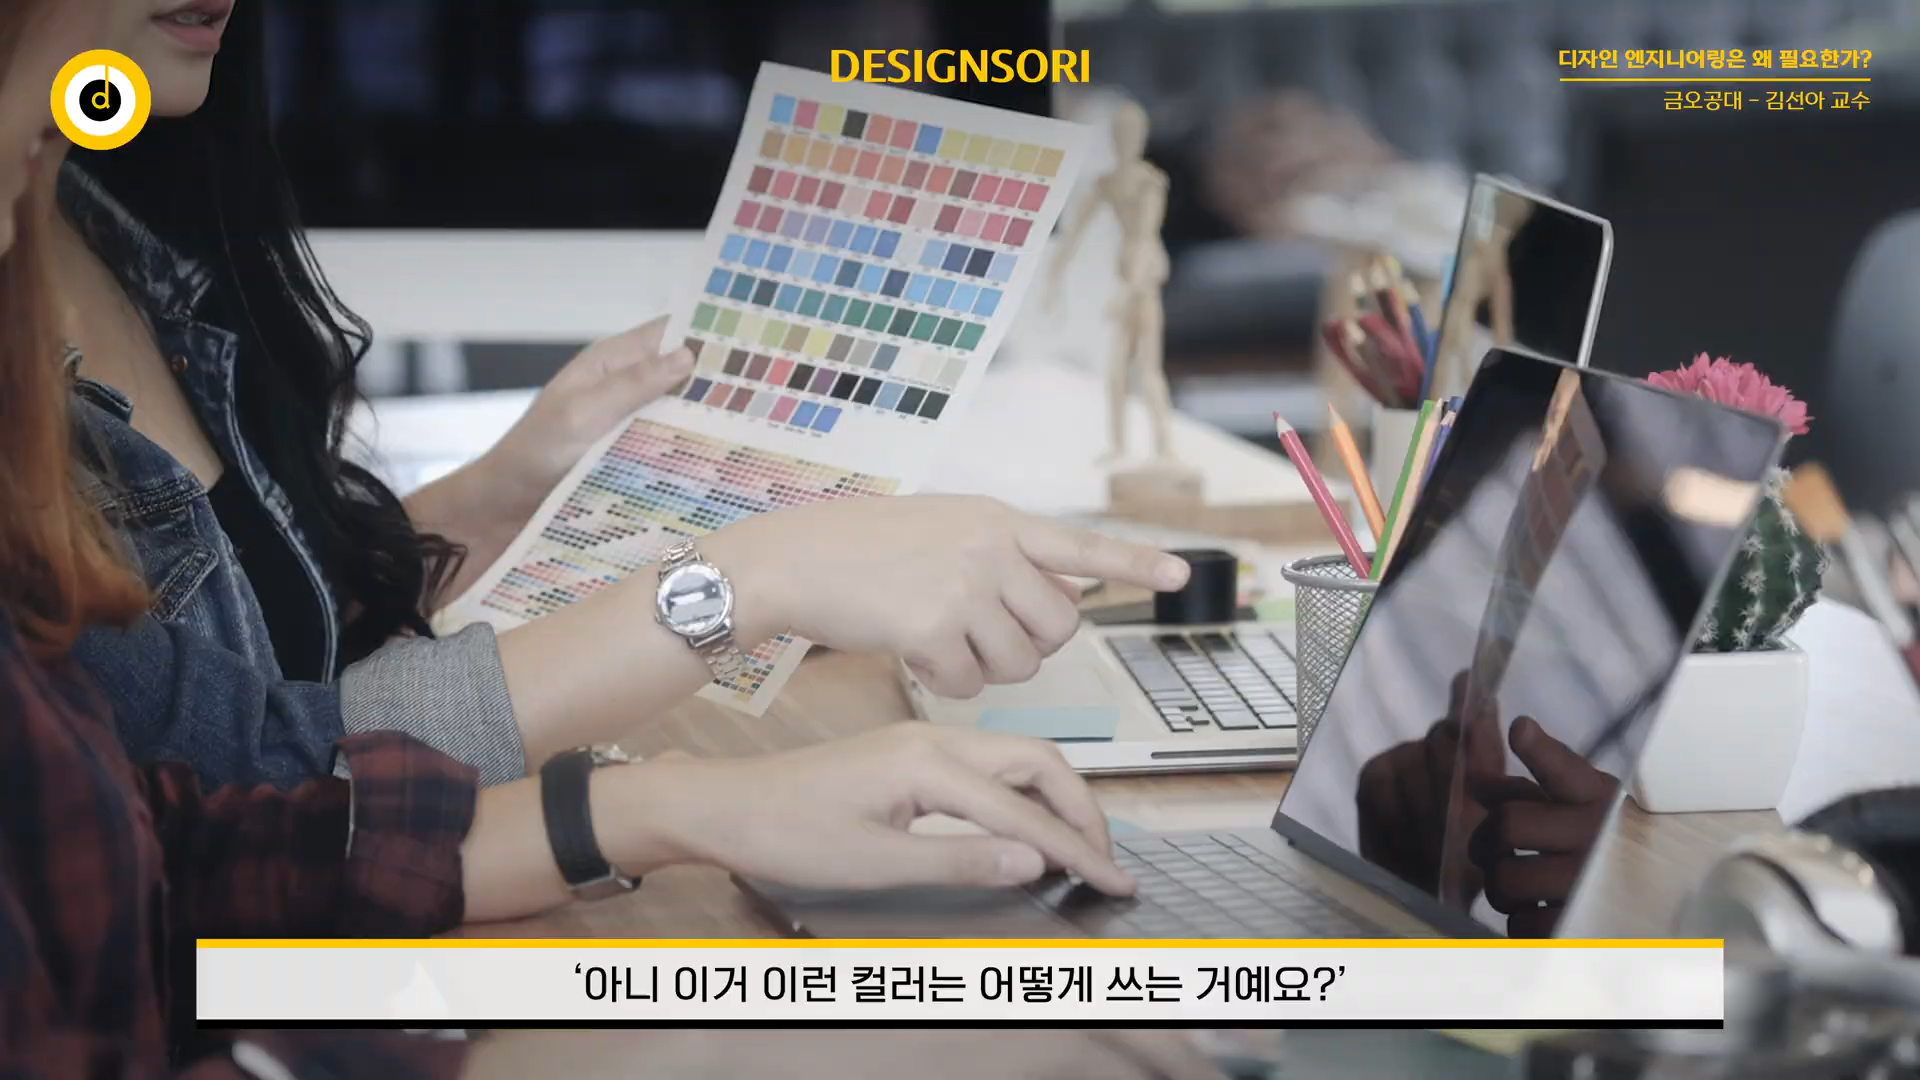 d
DESIGNSORI
디자인 엔지니어링은 왜 필요한가?
금오공대 - 김선아 교수
‘아니 이거 이런 컬러는 어떻게 쓰는 거예요?’